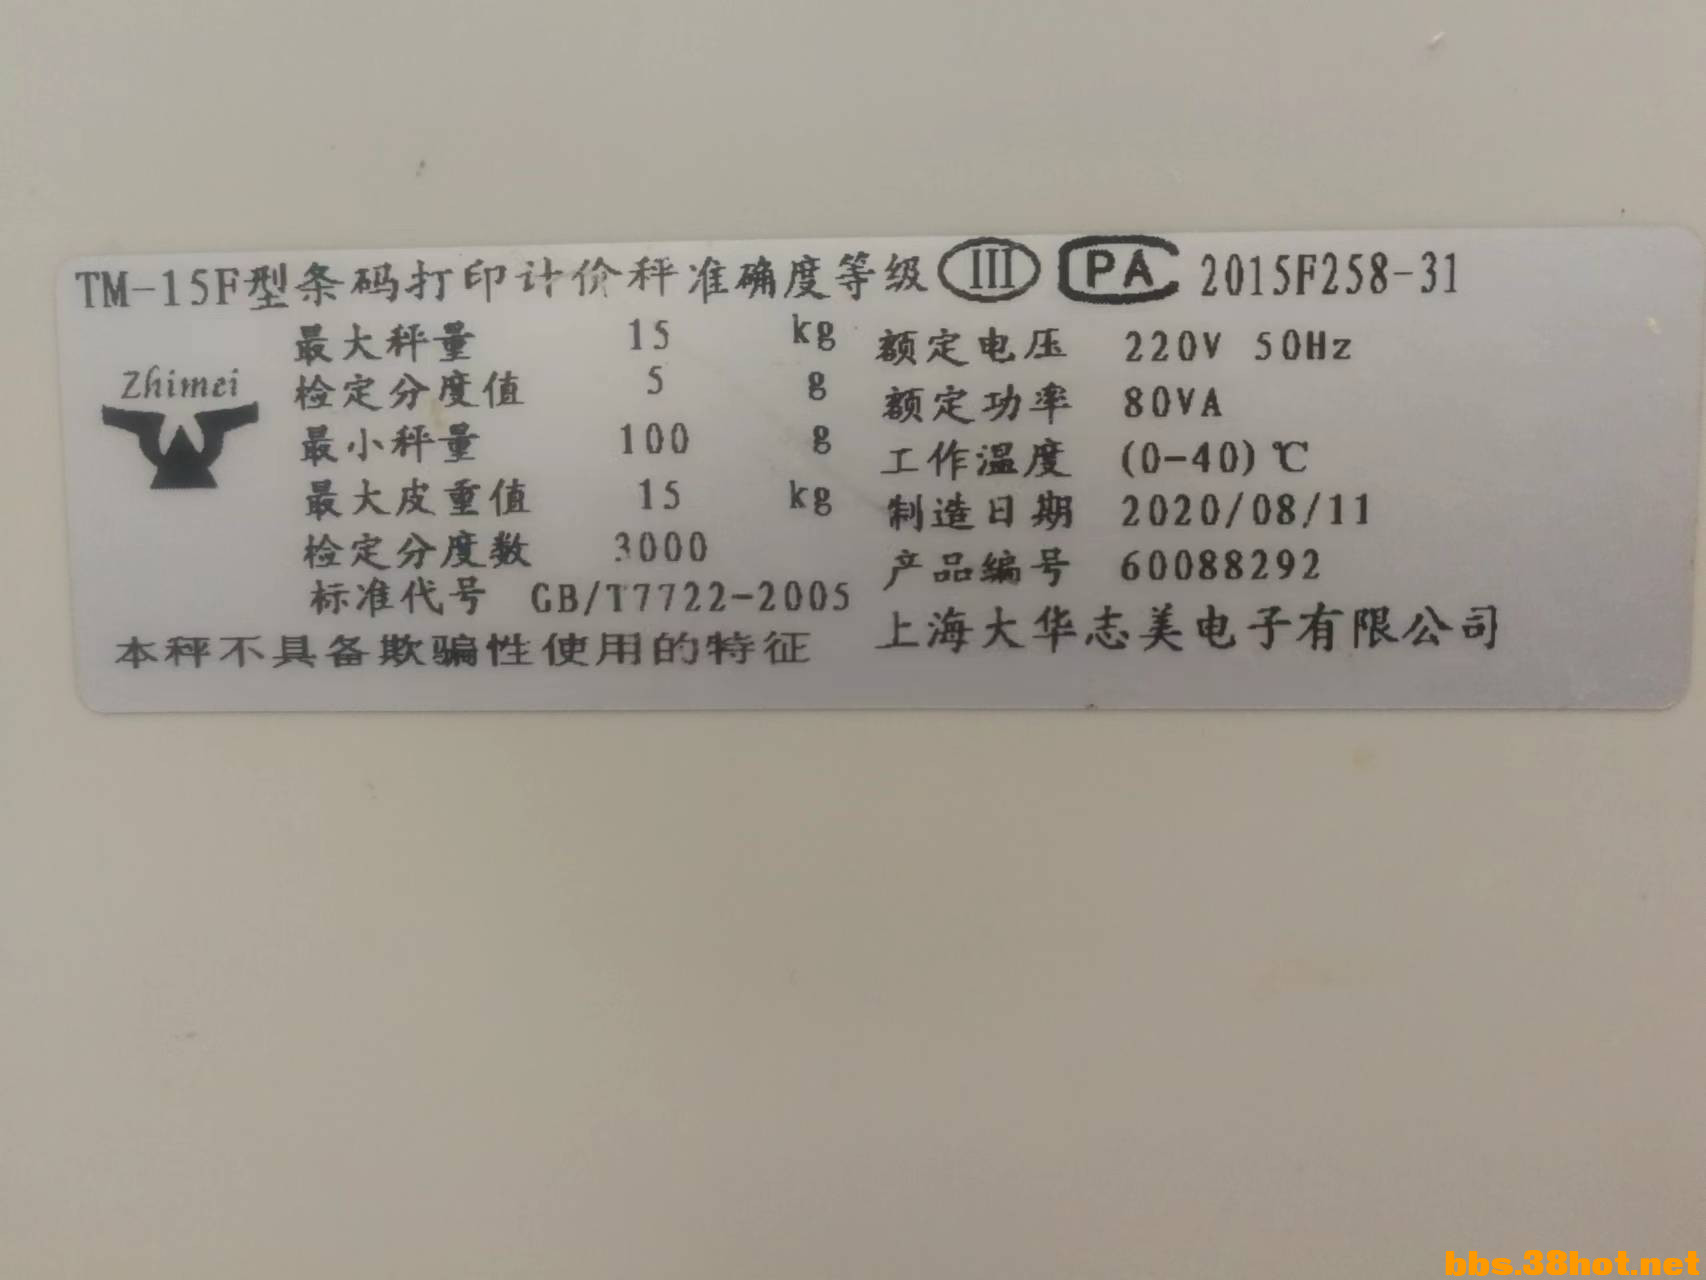 TM-15F型条码打印计价秤准确度等级 III PA 2015F258-31
Zhimei
最大秤量 15 kg
检定分度值 5 g
最小秤量 100 g
最大皮重值 15 kg
检定分度数 3000
标准代号 GB/T7722-2005
本秤不具备欺骗性使用的特征
额定电压 220V 50Hz
额定功率 80VA
工作温度 (0-40)℃
制造日期 2020/08/11
产品编号 60088292
上海大华志美电子有限公司
bbs.38hot.net